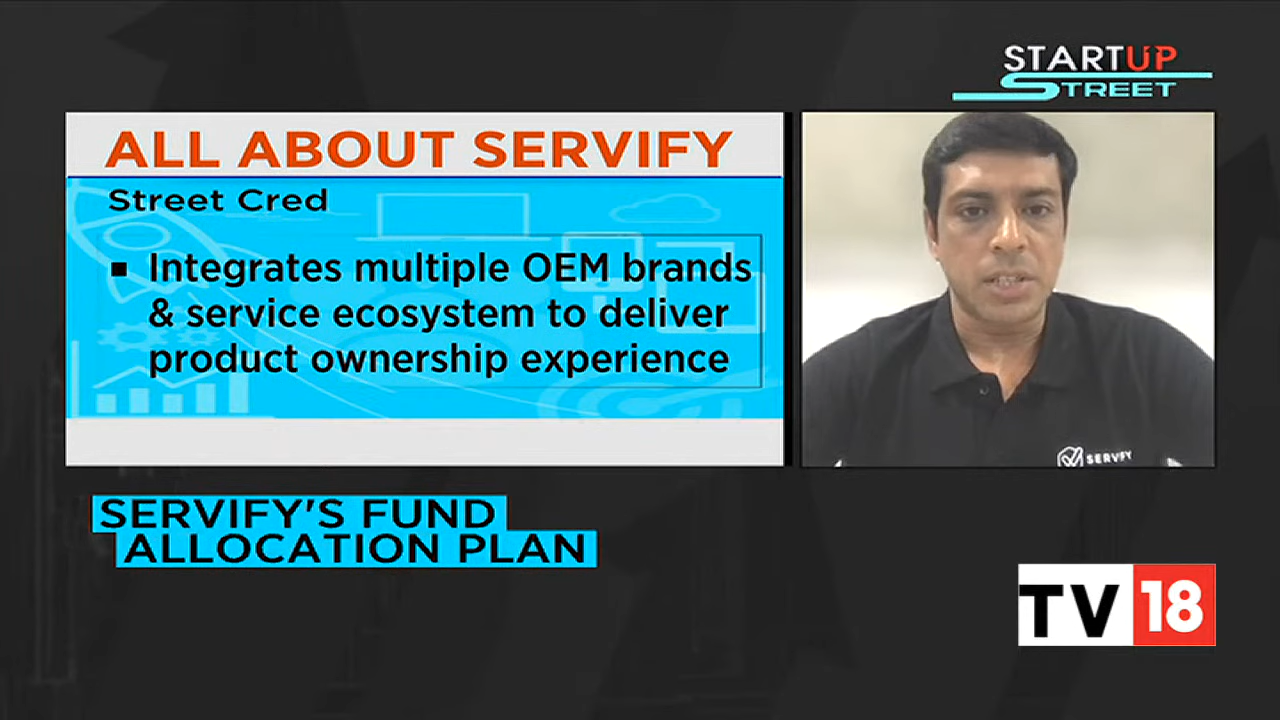 STARTUP
STREET
ALL ABOUT SERVIFY
Street Cred
▪ Integrates multiple OEM brands
& service ecosystem to deliver
product ownership experience
SERVIFY
SERVIFY'S FUND
ALLOCATION PLAN
TV18